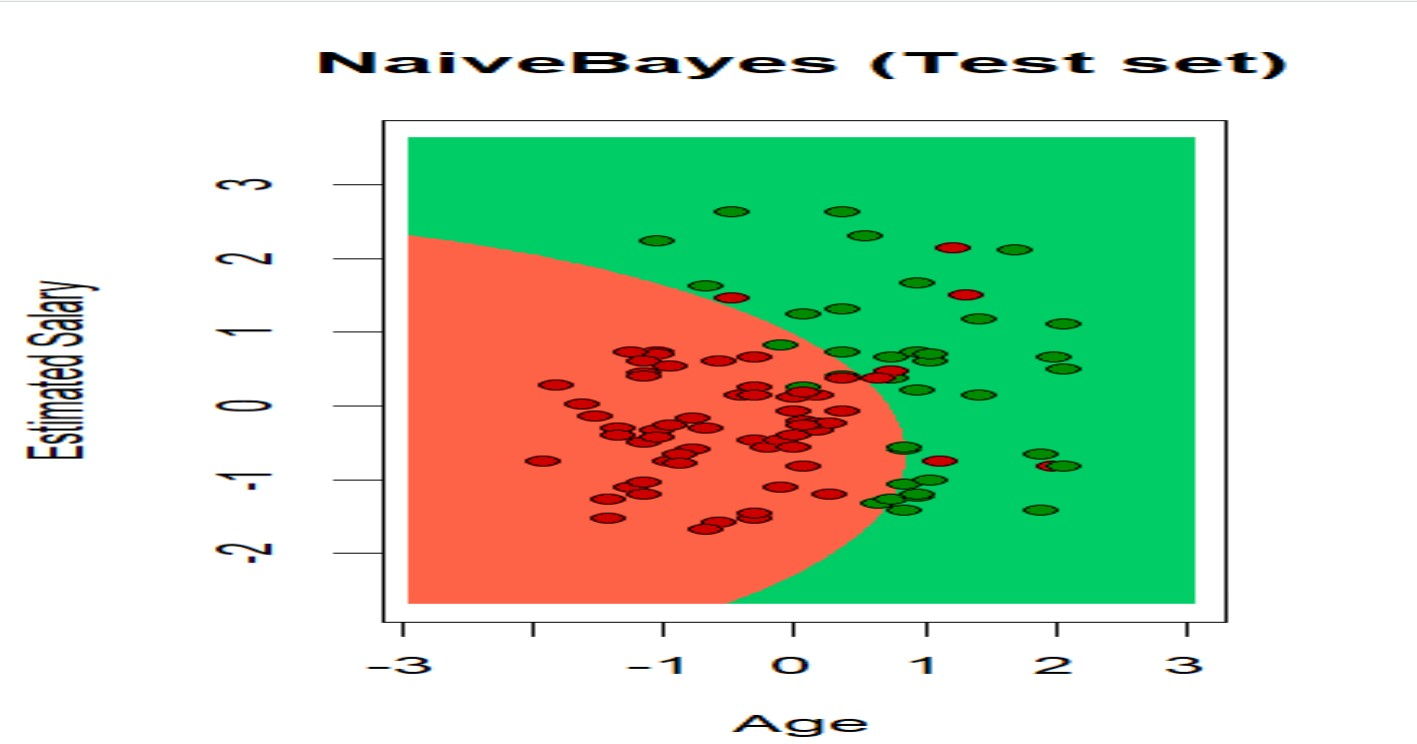 NaiveBayes (Test set)
Estimated Salary
3
2
1
0
-1
-2
-3 -1 0 1 2 3
Age